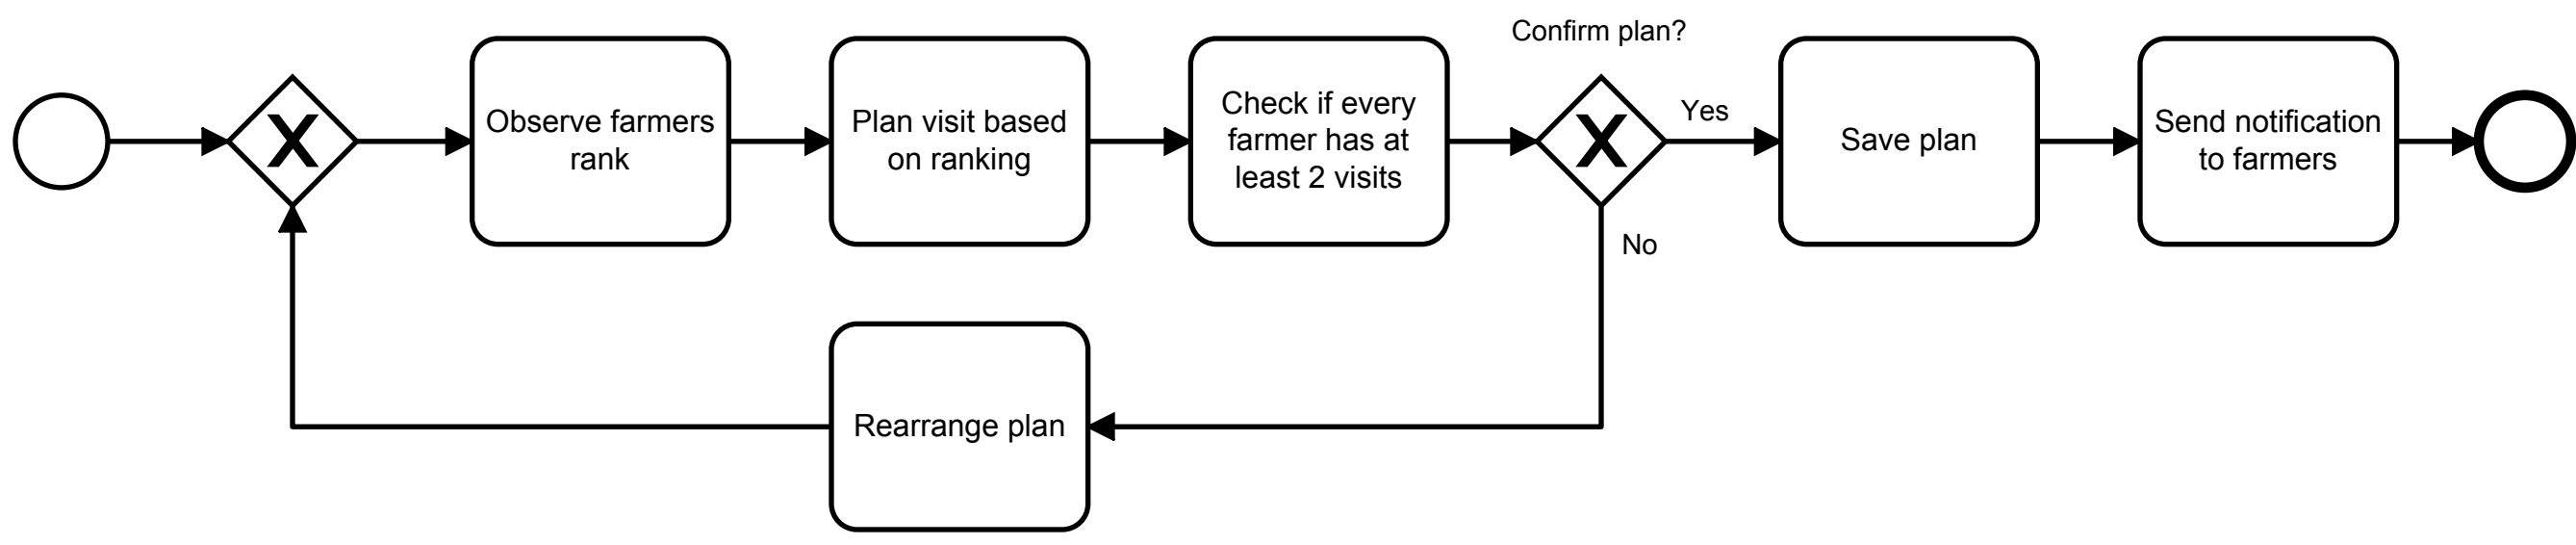 Confirm plan?
Observe farmers
rank
Plan visit based
on ranking
Check if every
farmer has at
least 2 visits
Yes
No
Save plan
Send notification
to farmers
Rearrange plan